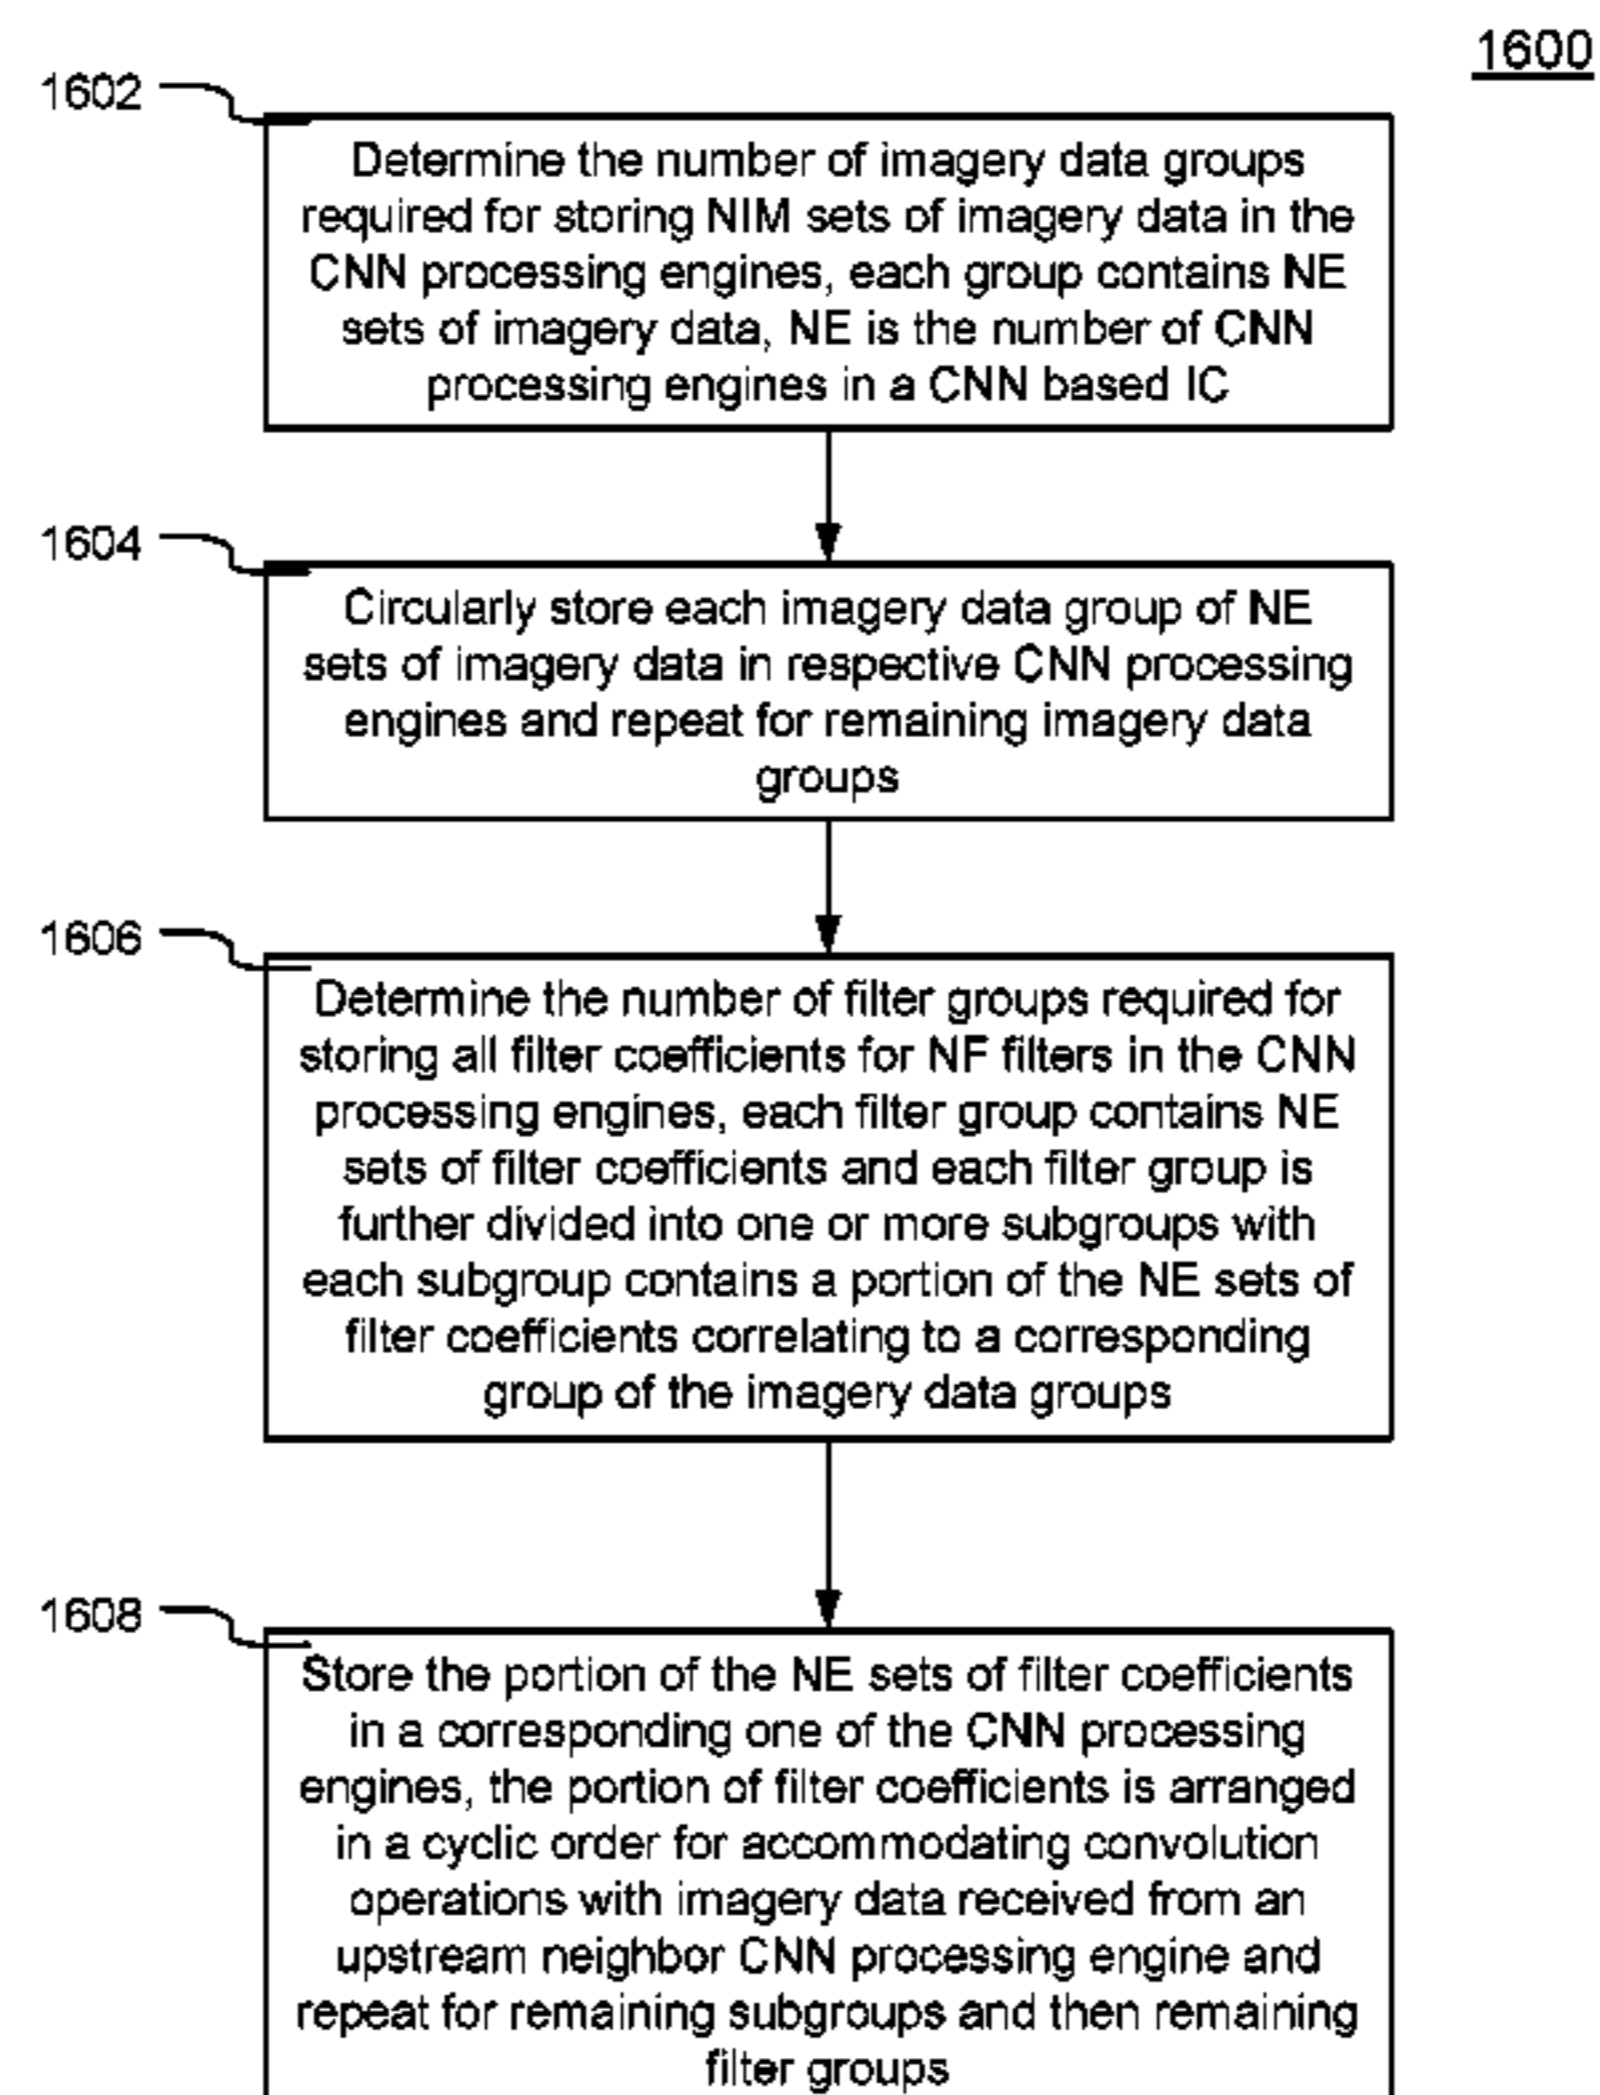 1600
1602
Determine the number of imagery data groups
required for storing NIM sets of imagery data in the
CNN processing engines, each group contains NE
sets of imagery data, NE is the number of CNN
processing engines in a CNN based IC
1604
Circularly store each imagery data group of NE
sets of imagery data in respective CNN processing
engines and repeat for remaining imagery data
groups
1606
Determine the number of filter groups required for
storing all filter coefficients for NF filters in the CNN
processing engines, each filter group contains NE
sets of filter coefficients and each filter group is
further divided into one or more subgroups with
each subgroup contains a portion of the NE sets of
filter coefficients correlating to a corresponding
group of the imagery data groups
1608
Store the portion of the NE sets of filter coefficients
in a corresponding one of the CNN processing
engines, the portion of filter coefficients is arranged
in a cyclic order for accommodating convolution
operations with imagery data received from an
upstream neighbor CNN processing engine and
repeat for remaining subgroups and then remaining
filter groups